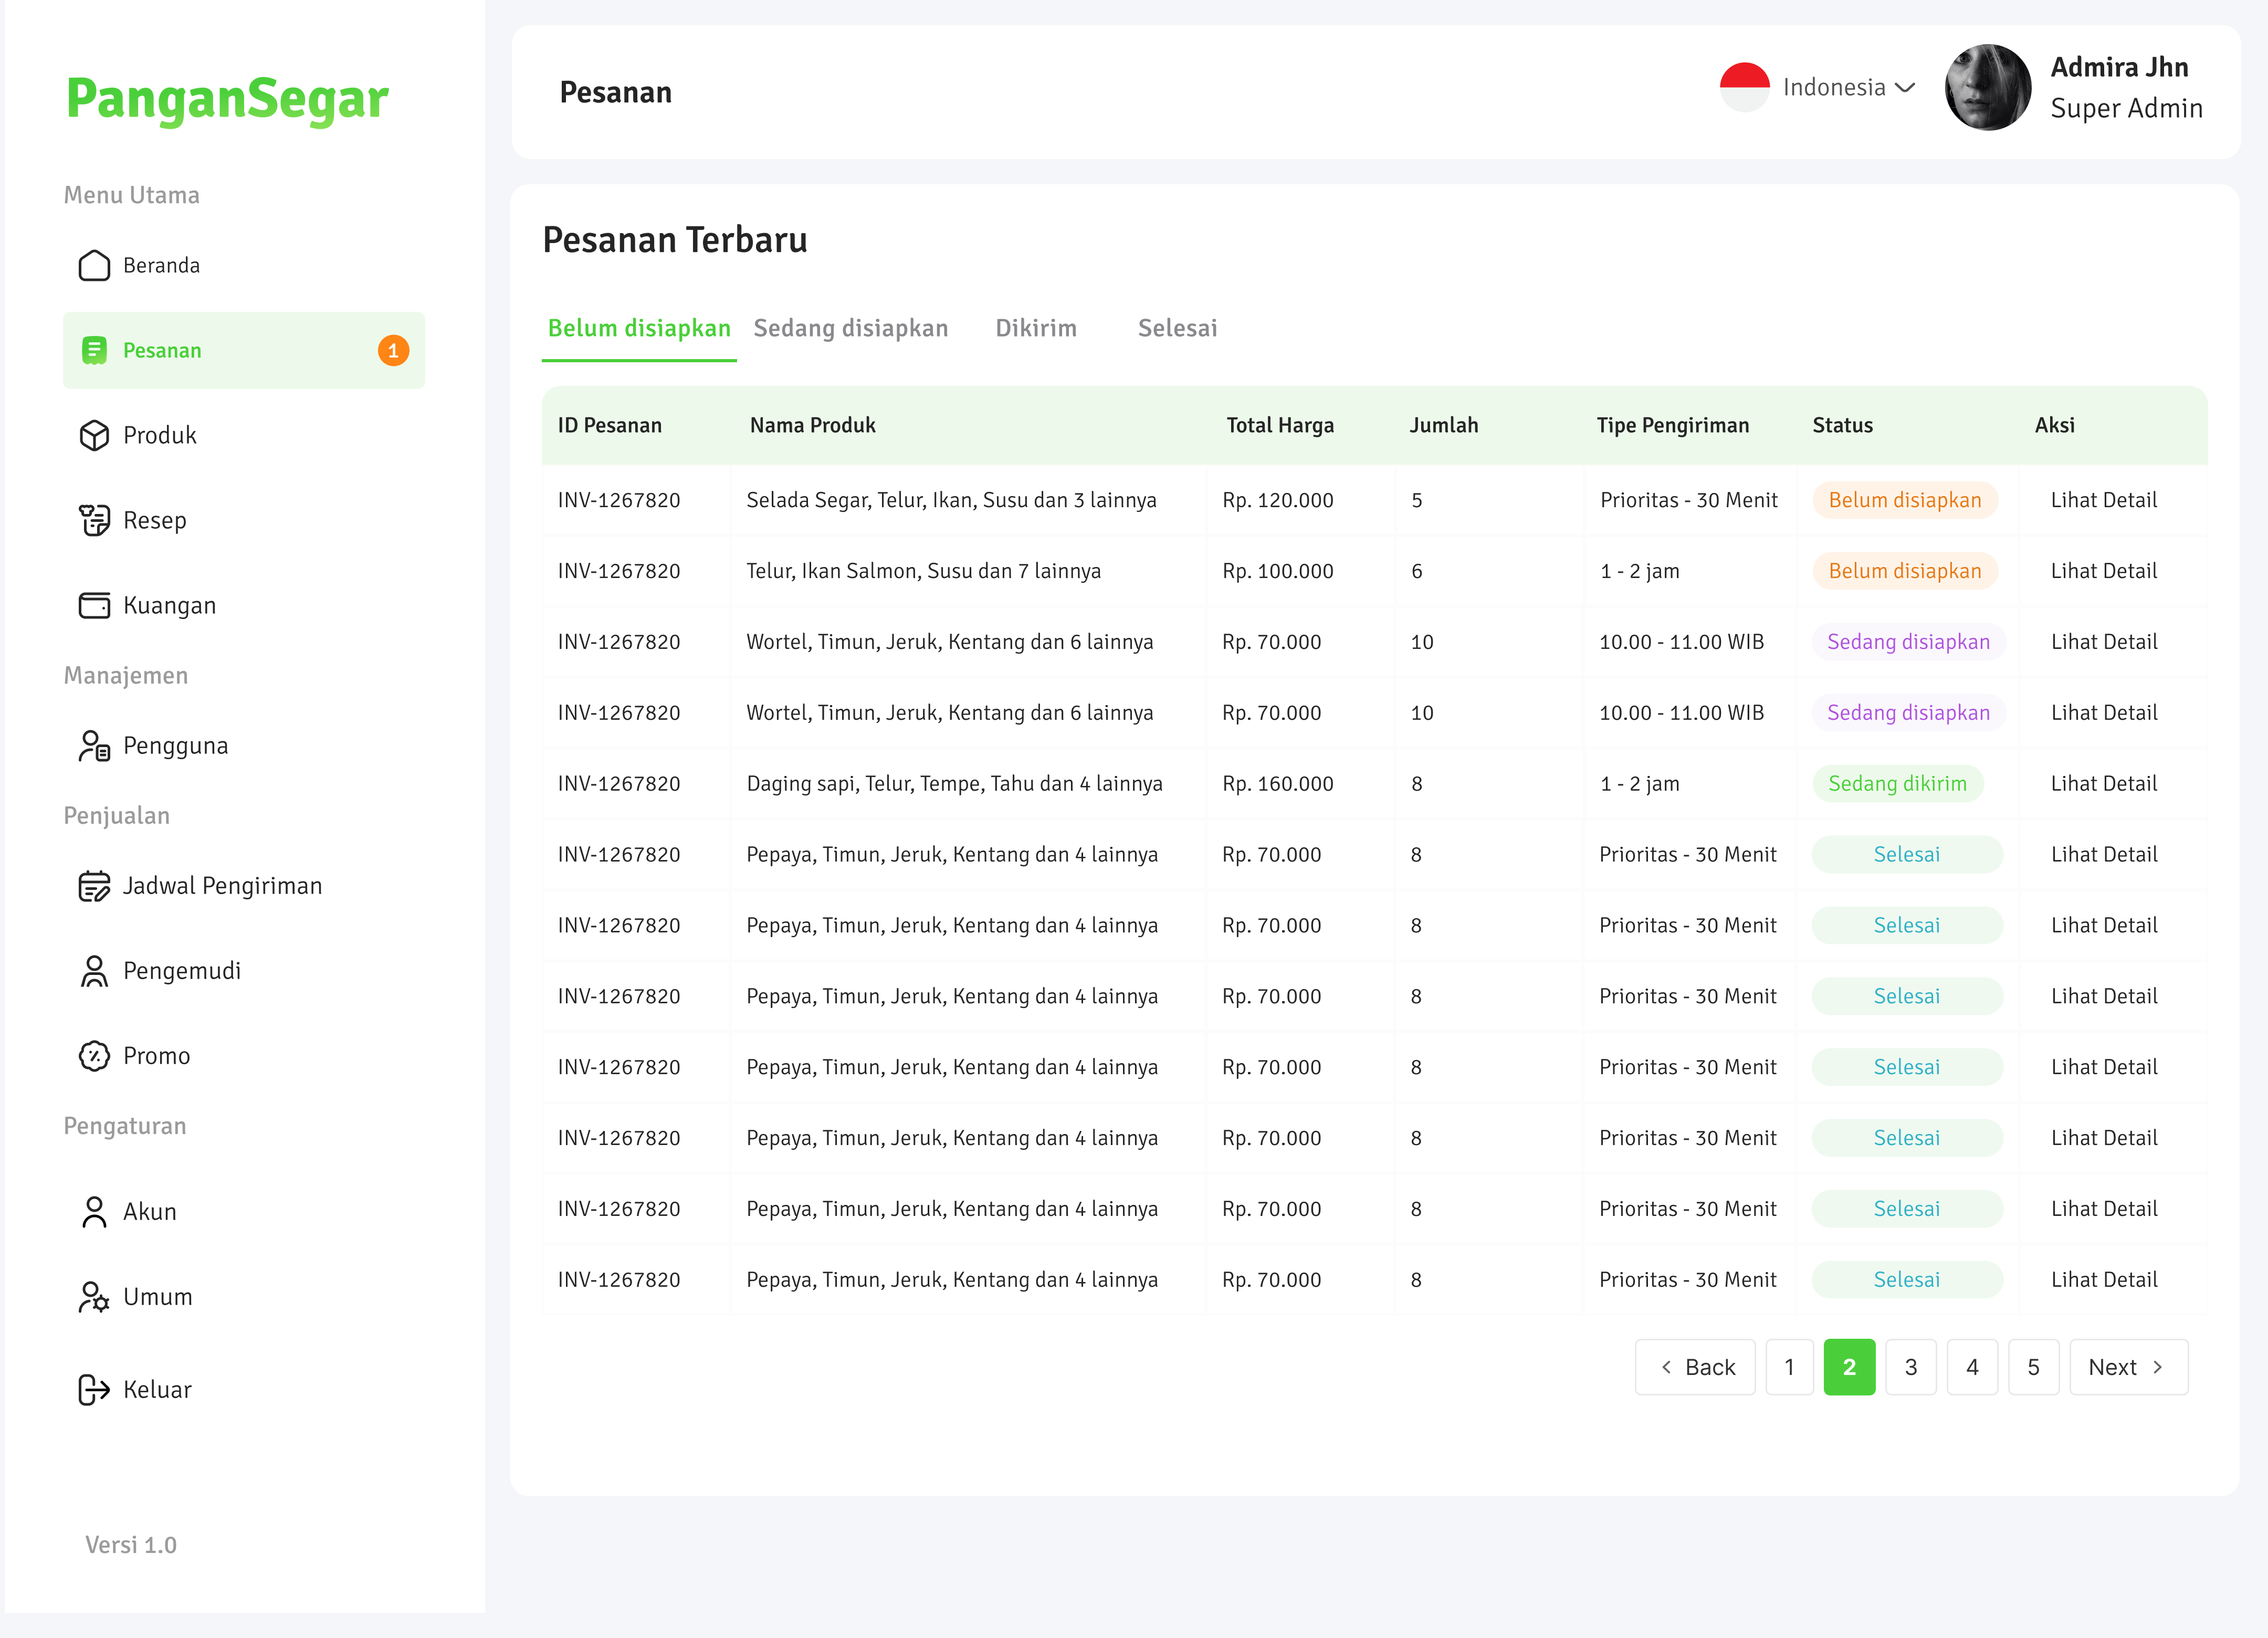 PanganSegar
Menu Utama
Beranda
Pesanan 1
Produk
Resep
Kuangan
Manajemen
Pengguna
Penjualan
Jadwal Pengiriman
Pengemudi
Promo
Pengaturan
Akun
Umum
Keluar
Versi 1.0
Pesanan
Indonesia
Admira Jhn
Super Admin
Pesanan Terbaru
Belum disiapkan Sedang disiapkan Dikirim Selesai
ID Pesanan Nama Produk Total Harga Jumlah Tipe Pengiriman Status Aksi
INV-1267820 Selada Segar, Telur, Ikan, Susu dan 3 lainnya Rp. 120.000 5 Prioritas - 30 Menit Belum disiapkan Lihat Detail
INV-1267820 Telur, Ikan Salmon, Susu dan 7 lainnya Rp. 100.000 6 1 - 2 jam Belum disiapkan Lihat Detail
INV-1267820 Wortel, Timun, Jeruk, Kentang dan 6 lainnya Rp. 70.000 10 10.00 - 11.00 WIB Sedang disiapkan Lihat Detail
INV-1267820 Wortel, Timun, Jeruk, Kentang dan 6 lainnya Rp. 70.000 10 10.00 - 11.00 WIB Sedang disiapkan Lihat Detail
INV-1267820 Daging sapi, Telur, Tempe, Tahu dan 4 lainnya Rp. 160.000 8 1 - 2 jam Sedang dikirim Lihat Detail
INV-1267820 Pepaya, Timun, Jeruk, Kentang dan 4 lainnya Rp. 70.000 8 Prioritas - 30 Menit Selesai Lihat Detail
INV-1267820 Pepaya, Timun, Jeruk, Kentang dan 4 lainnya Rp. 70.000 8 Prioritas - 30 Menit Selesai Lihat Detail
INV-1267820 Pepaya, Timun, Jeruk, Kentang dan 4 lainnya Rp. 70.000 8 Prioritas - 30 Menit Selesai Lihat Detail
INV-1267820 Pepaya, Timun, Jeruk, Kentang dan 4 lainnya Rp. 70.000 8 Prioritas - 30 Menit Selesai Lihat Detail
INV-1267820 Pepaya, Timun, Jeruk, Kentang dan 4 lainnya Rp. 70.000 8 Prioritas - 30 Menit Selesai Lihat Detail
INV-1267820 Pepaya, Timun, Jeruk, Kentang dan 4 lainnya Rp. 70.000 8 Prioritas - 30 Menit Selesai Lihat Detail
INV-1267820 Pepaya, Timun, Jeruk, Kentang dan 4 lainnya Rp. 70.000 8 Prioritas - 30 Menit Selesai Lihat Detail
Back 1 2 3 4 5 Next